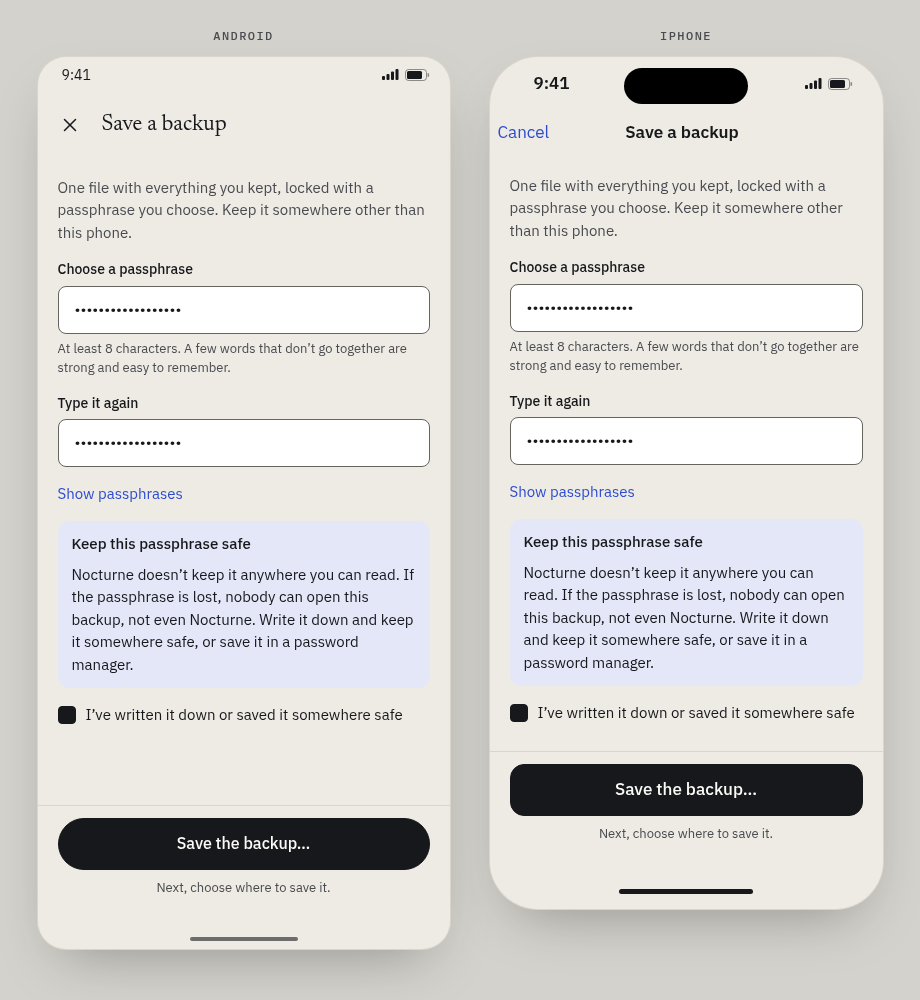 ANDROID
9:41
Save a backup
One file with everything you kept, locked with a
passphrase you choose. Keep it somewhere other than
this phone.
Choose a passphrase
••••••••••••••••••
At least 8 characters. A few words that don’t go together are
strong and easy to remember.
Type it again
••••••••••••••••••
Show passphrases
Keep this passphrase safe
Nocturne doesn’t keep it anywhere you can read. If
the passphrase is lost, nobody can open this
backup, not even Nocturne. Write it down and keep
it somewhere safe, or save it in a password
manager.
I’ve written it down or saved it somewhere safe
Save the backup…
Next, choose where to save it.
IPHONE
9:41
Cancel
Save a backup
One file with everything you kept, locked with a
passphrase you choose. Keep it somewhere other
than this phone.
Choose a passphrase
••••••••••••••••••
At least 8 characters. A few words that don’t go together are
strong and easy to remember.
Type it again
••••••••••••••••••
Show passphrases
Keep this passphrase safe
Nocturne doesn’t keep it anywhere you can
read. If the passphrase is lost, nobody can open
this backup, not even Nocturne. Write it down
and keep it somewhere safe, or save it in a
password manager.
I’ve written it down or saved it somewhere safe
Save the backup…
Next, choose where to save it.